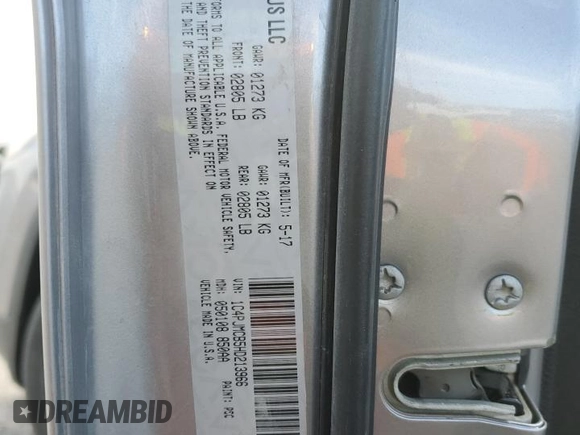 US LLC
DATE OF MFR(BUILT): 5-17
GAWR: 01273 KG GAWR: 01273 KG
FRONT: 02805 LB REAR: 02805 LB
FORMS TO ALL APPLICABLE U.S.A. FEDERAL MOTOR VEHICLE SAFETY,
AND THEFT PREVENTION STANDARDS IN EFFECT ON
THE DATE OF MANUFACTURE SHOWN ABOVE.
VIN: 1C4PJMCB5HD213966
MDH: 050108 850AA PAINT: PSC
VEHICLE MADE IN U.S.A.
DREAMBID